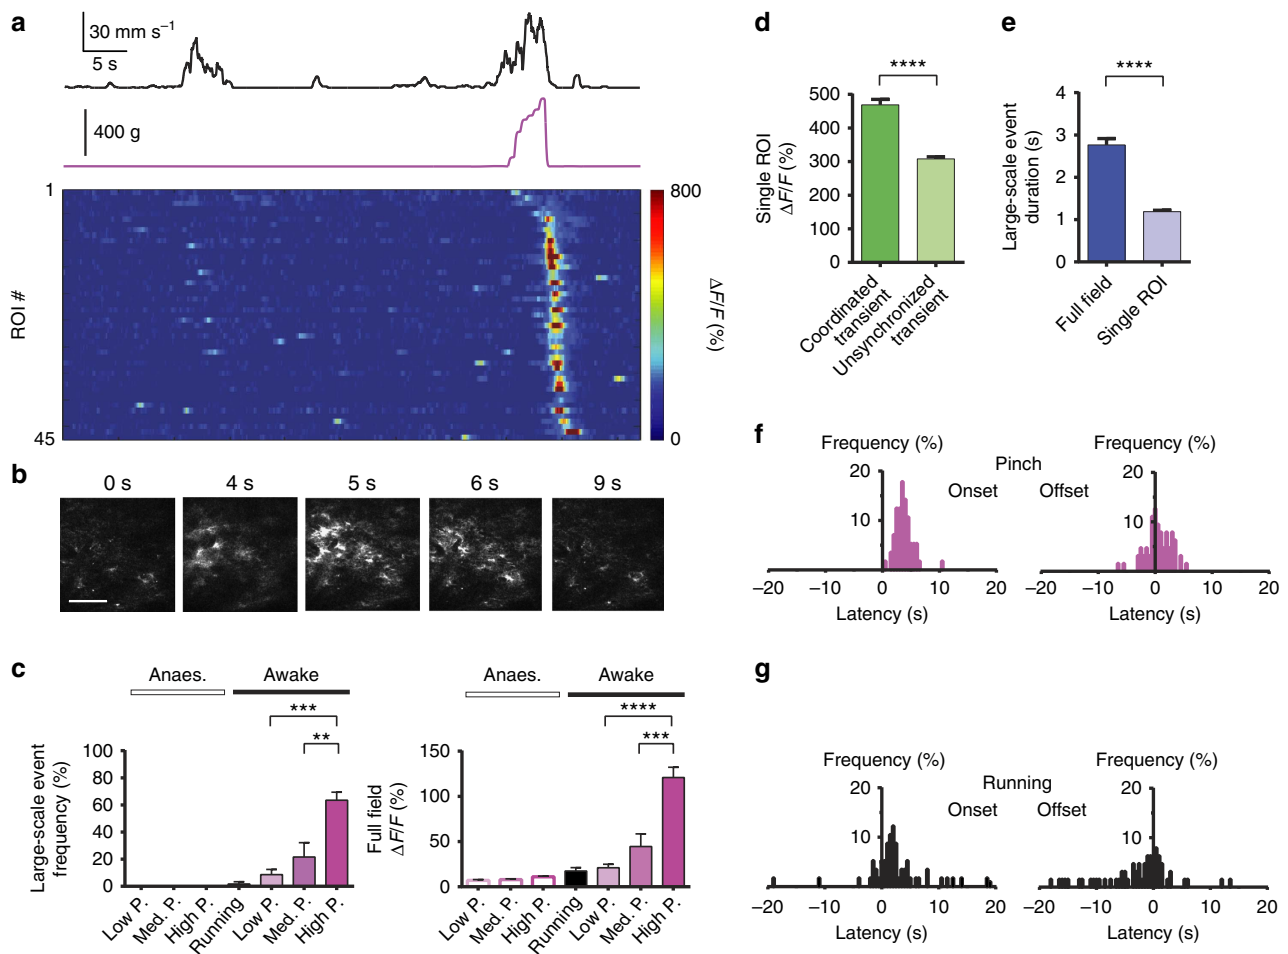 a
30 mm s⁻¹
5 s
400 g
1
ROI #
45
800
ΔF/F (%)
0
b
0 s
4 s
5 s
6 s
9 s
c
Anaes.
Awake
***
**
Large-scale event
frequency (%)
100
80
60
40
20
0
Low P.
Med. P.
High P.
Running
Low P.
Med. P.
High P.
Anaes.
Awake
****
***
Full field
ΔF/F (%)
150
100
50
0
Low P.
Med. P.
High P.
Running
Low P.
Med. P.
High P.
d
****
Single ROI
ΔF/F (%)
500
400
300
200
100
0
Coordinated
transient
Unsynchronized
transient
e
****
Large-scale event
duration (s)
4
3
2
1
0
Full field
Single ROI
f
Frequency (%)
Pinch
Frequency (%)
Onset
Offset
20
10
–20
–10
0
10
20
Latency (s)
20
10
–20
–10
0
10
20
Latency (s)
g
Frequency (%)
Running
Frequency (%)
Onset
Offset
20
10
–20
–10
0
10
20
Latency (s)
20
10
–20
–10
0
10
20
Latency (s)